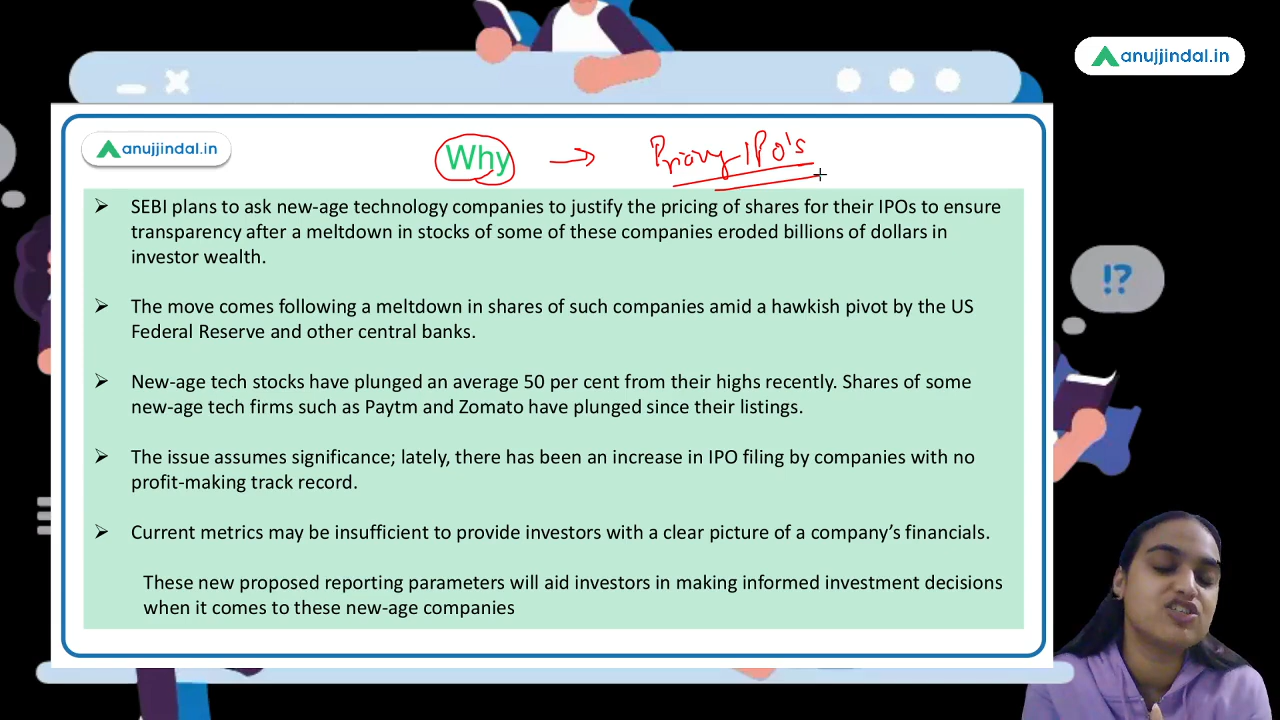 anujjindal.in
anujjindal.in
Why → IPO's
➢ SEBI plans to ask new-age technology companies to justify the pricing of shares for their IPOs to ensure
transparency after a meltdown in stocks of some of these companies eroded billions of dollars in
investor wealth.
➢ The move comes following a meltdown in shares of such companies amid a hawkish pivot by the US
Federal Reserve and other central banks.
➢ New-age tech stocks have plunged an average 50 per cent from their highs recently. Shares of some
new-age tech firms such as Paytm and Zomato have plunged since their listings.
➢ The issue assumes significance; lately, there has been an increase in IPO filing by companies with no
profit-making track record.
➢ Current metrics may be insufficient to provide investors with a clear picture of a company’s financials.
These new proposed reporting parameters will aid investors in making informed investment decisions
when it comes to these new-age companies
!?